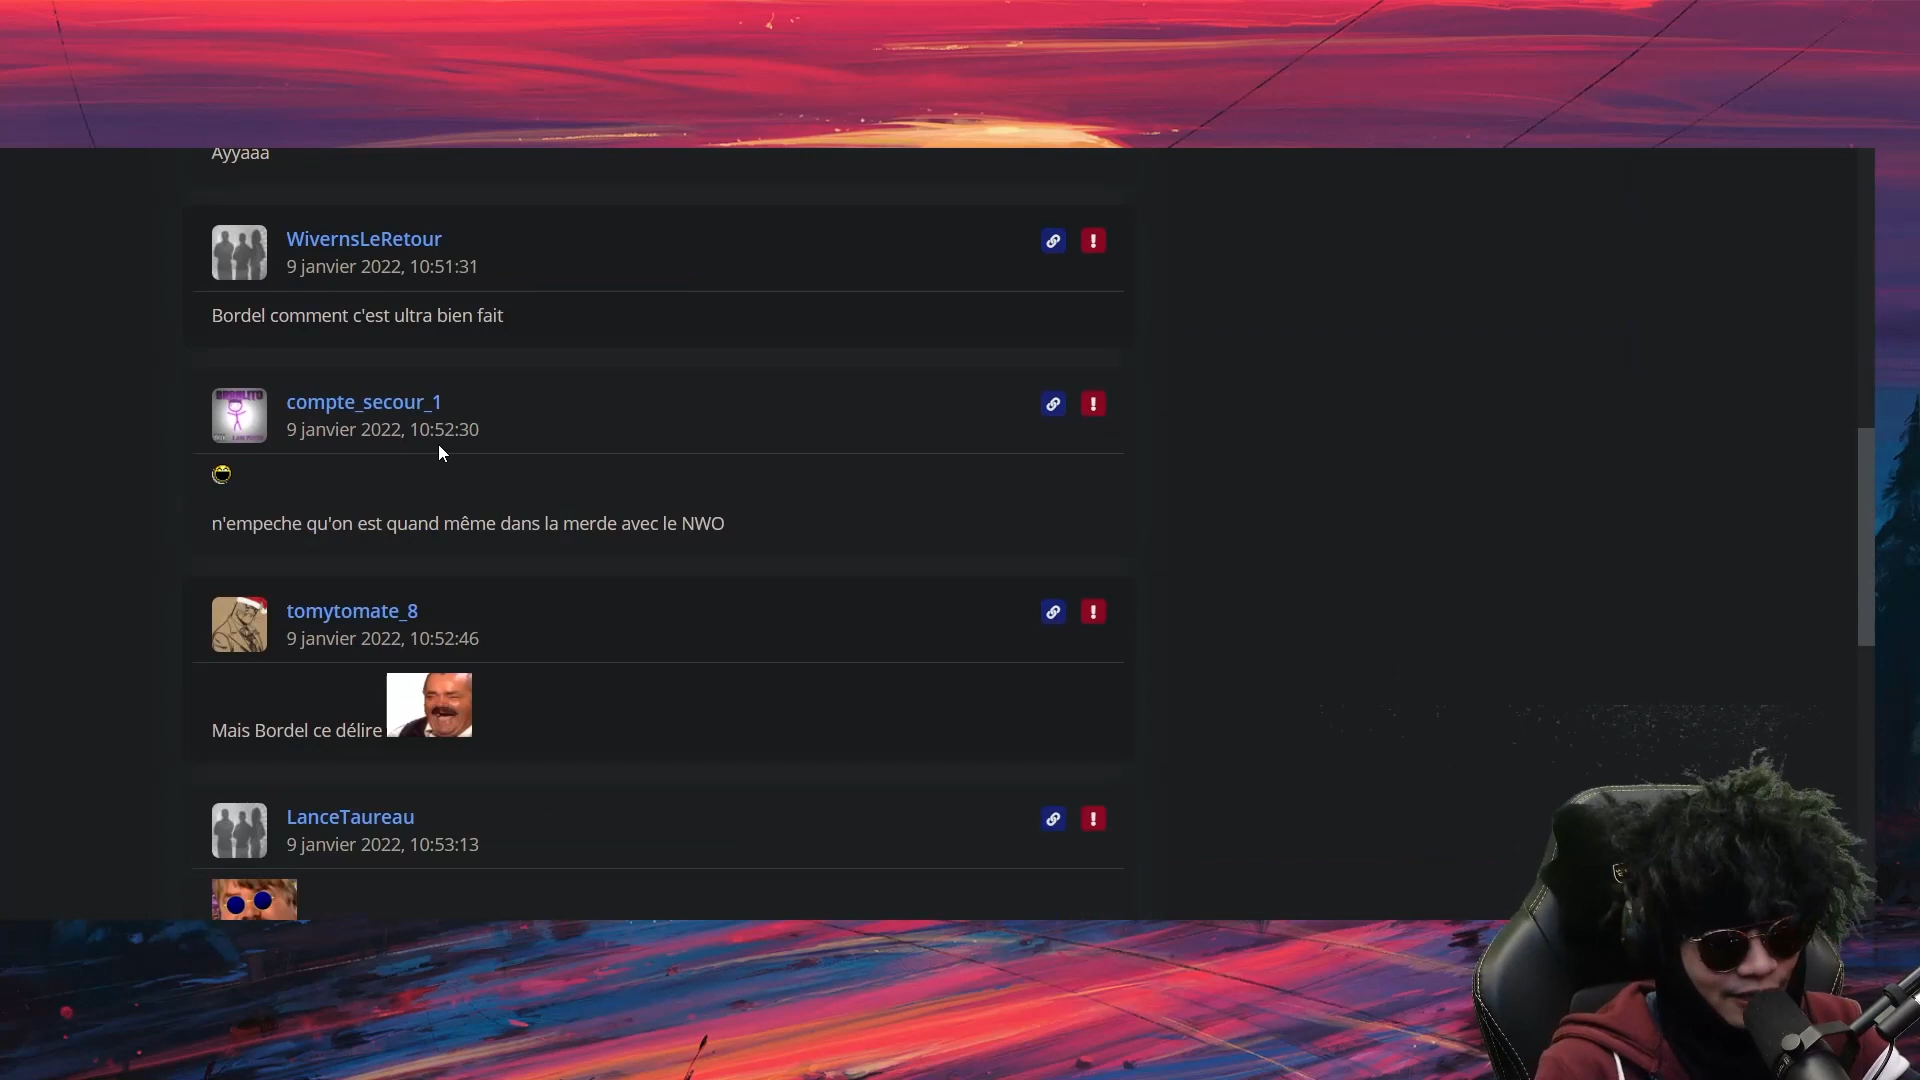 Ayyaaa
WivernsLeRetour
9 janvier 2022, 10:51:31
Bordel comment c'est ultra bien fait
compte_secour_1
9 janvier 2022, 10:52:30
n'empeche qu'on est quand même dans la merde avec le NWO
tomytomate_8
9 janvier 2022, 10:52:46
Mais Bordel ce délire
LanceTaureau
9 janvier 2022, 10:53:13